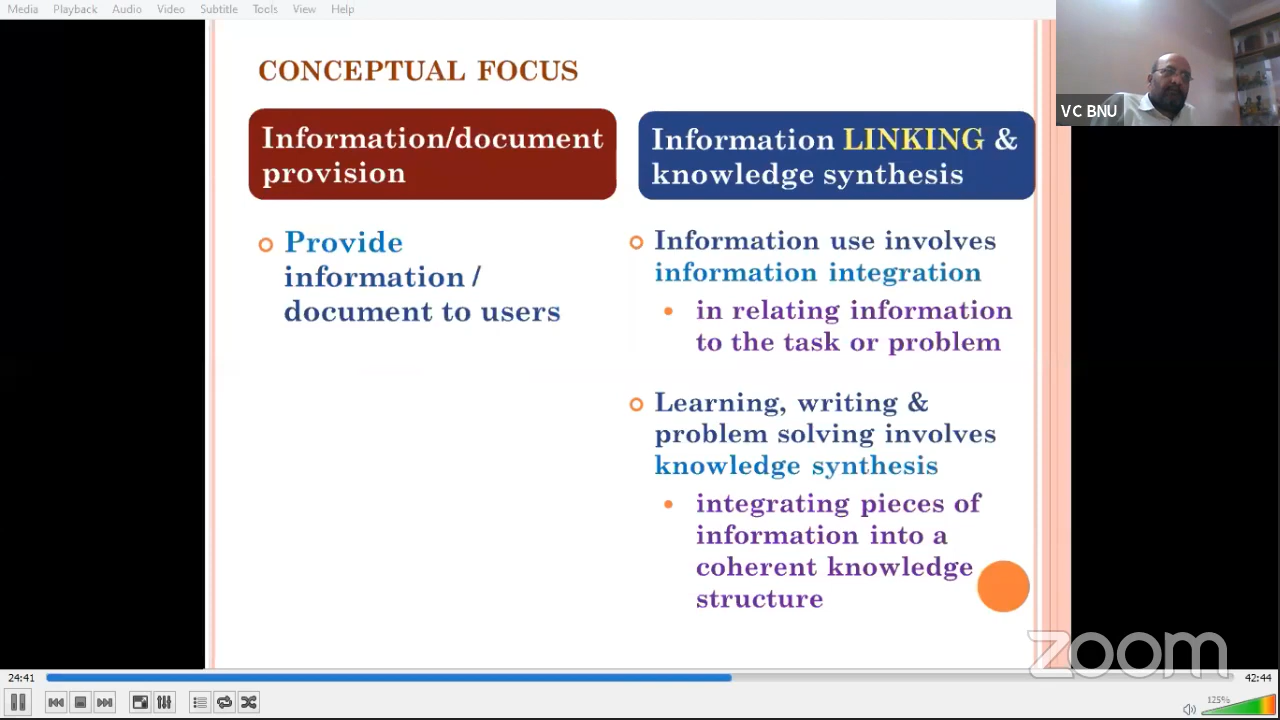 Media Playback Audio Video Subtitle Tools View Help
VC BNU
CONCEPTUAL FOCUS
Information/document
provision
Provide
information /
document to users
Information LINKING &
knowledge synthesis
Information use involves
information integration
in relating information
to the task or problem
Learning, writing &
problem solving involves
knowledge synthesis
integrating pieces of
information into a
coherent knowledge
structure
zoom
24:41
42:44
125%